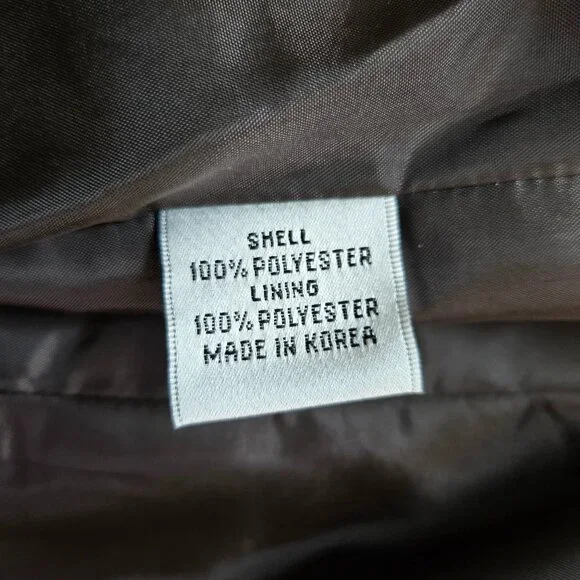 SHELL
100% POLYESTER
LINING
100% POLYESTER
MADE IN KOREA